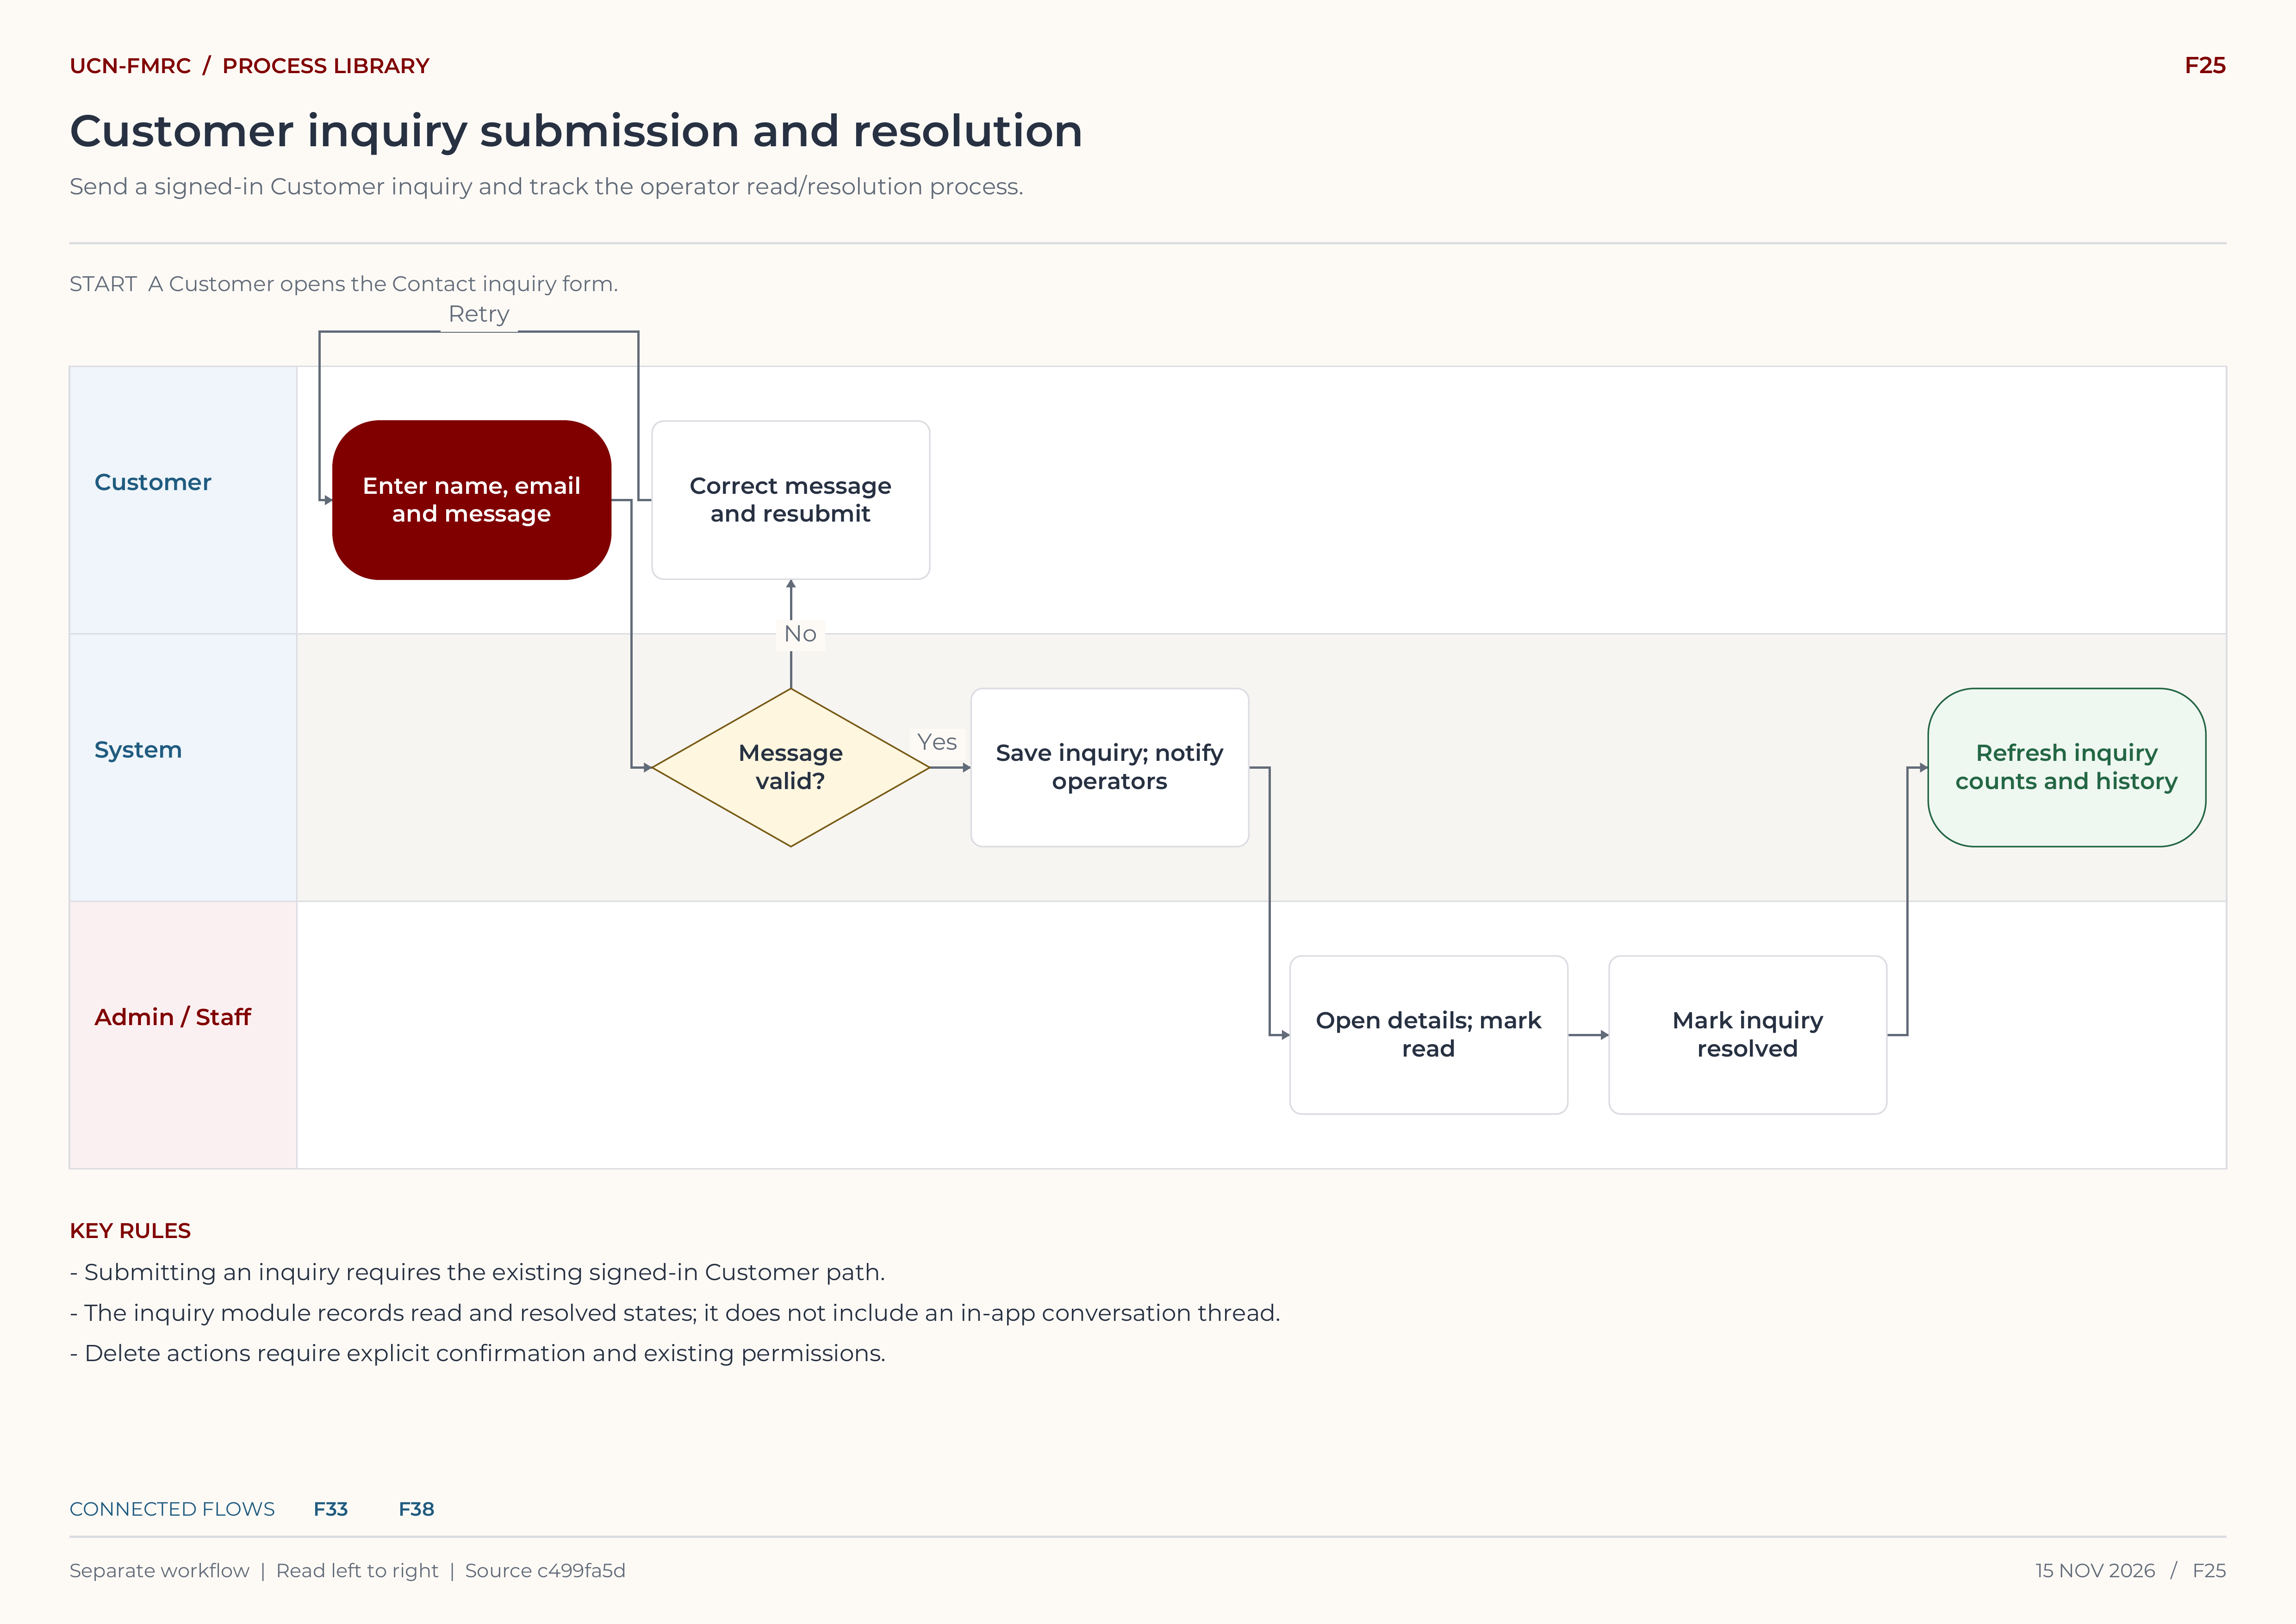 UCN-FMRC / PROCESS LIBRARY
F25
Customer inquiry submission and resolution
Send a signed-in Customer inquiry and track the operator read/resolution process.
START A Customer opens the Contact inquiry form.
Retry
Customer
Enter name, email
and message
Correct message
and resubmit
No
System
Message
valid?
Yes
Save inquiry; notify
operators
Refresh inquiry
counts and history
Admin / Staff
Open details; mark
read
Mark inquiry
resolved
KEY RULES
- Submitting an inquiry requires the existing signed-in Customer path.
- The inquiry module records read and resolved states; it does not include an in-app conversation thread.
- Delete actions require explicit confirmation and existing permissions.
CONNECTED FLOWS F33 F38
Separate workflow | Read left to right | Source c499fa5d
15 NOV 2026 / F25